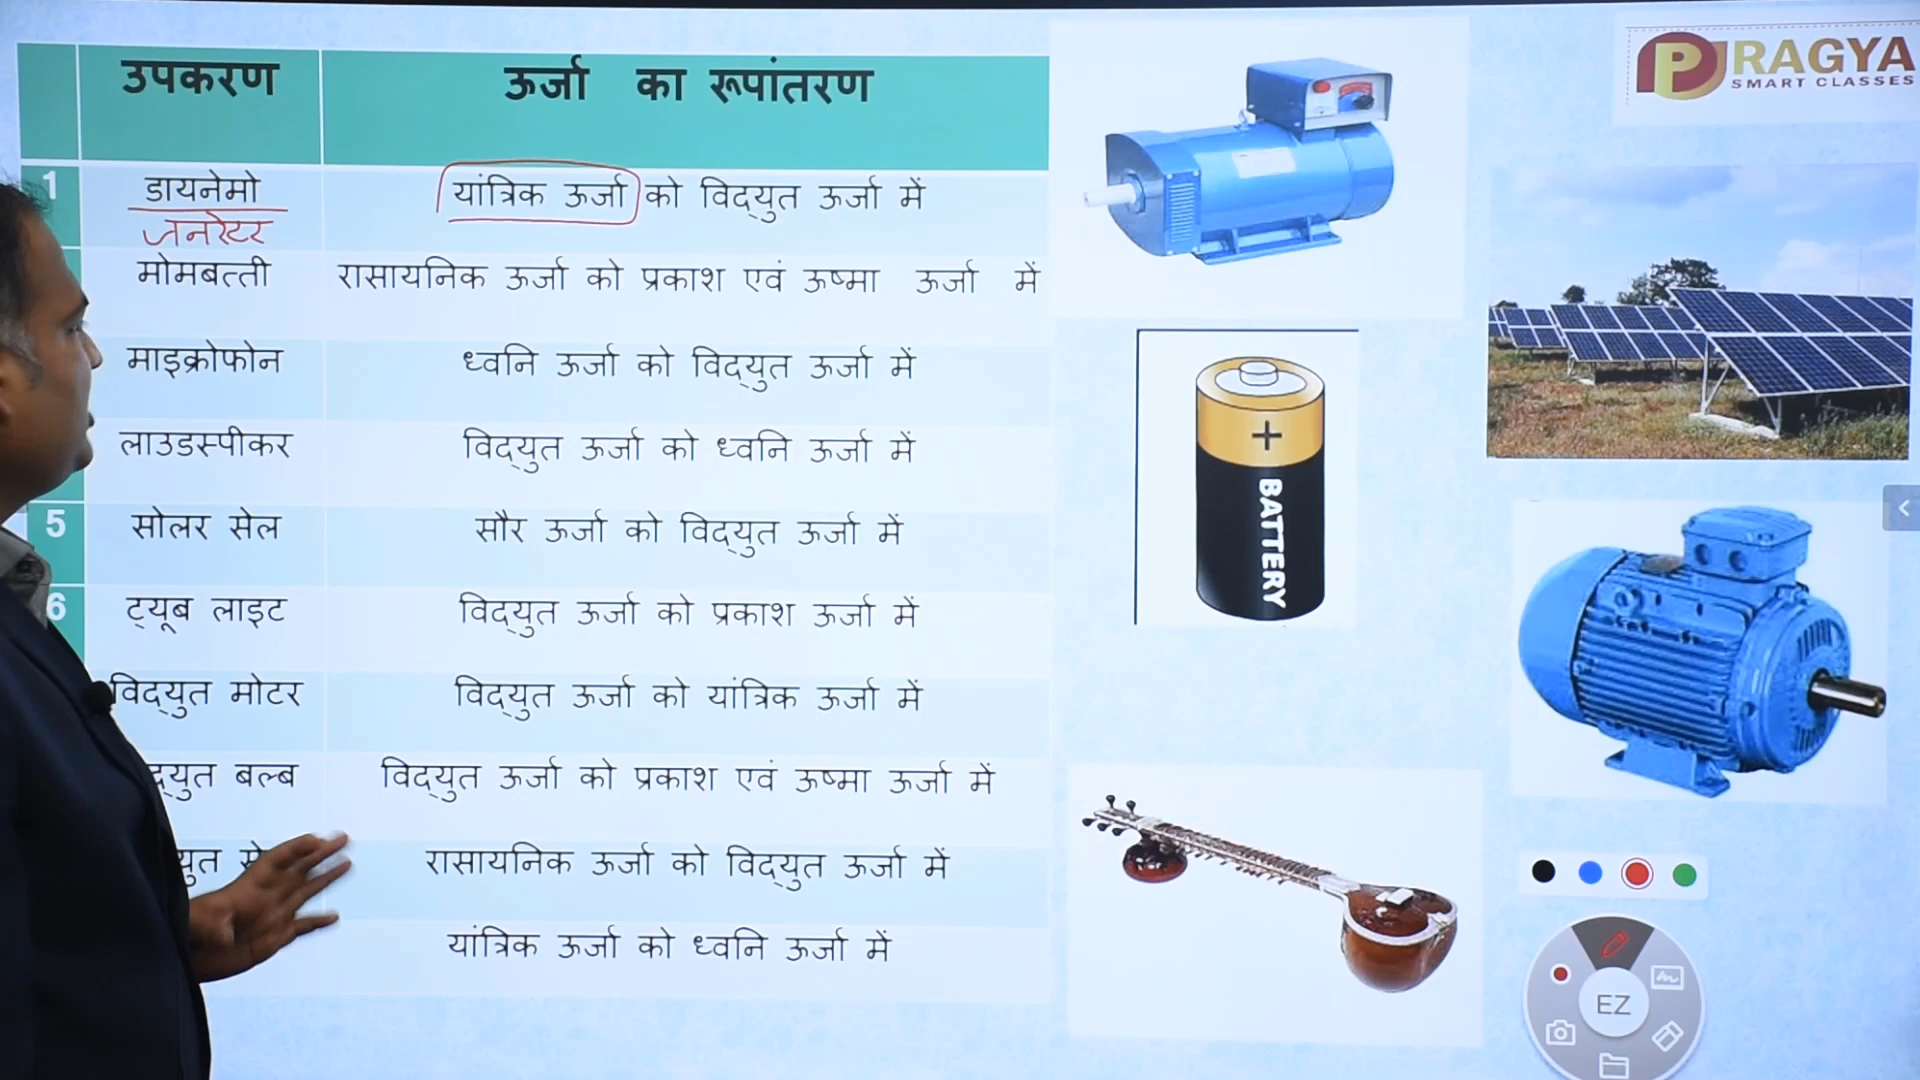 उपकरण ऊर्जा का रूपांतरण
1 डायनेमो यांत्रिक ऊर्जा को विद्युत ऊर्जा में
जनरेटर
मोमबत्ती रासायनिक ऊर्जा को प्रकाश एवं ऊष्मा ऊर्जा में
माइक्रोफोन ध्वनि ऊर्जा को विद्युत ऊर्जा में
लाउडस्पीकर विद्युत ऊर्जा को ध्वनि ऊर्जा में
5 सोलर सेल सौर ऊर्जा को विद्युत ऊर्जा में
6 ट्यूब लाइट विद्युत ऊर्जा को प्रकाश ऊर्जा में
विद्युत मोटर विद्युत ऊर्जा को यांत्रिक ऊर्जा में
बल्ब विद्युत ऊर्जा को प्रकाश एवं ऊष्मा ऊर्जा में
रासायनिक ऊर्जा को विद्युत ऊर्जा में
यांत्रिक ऊर्जा को ध्वनि ऊर्जा में
+
BATTERY
PRAGYA
SMART CLASSES
EZ